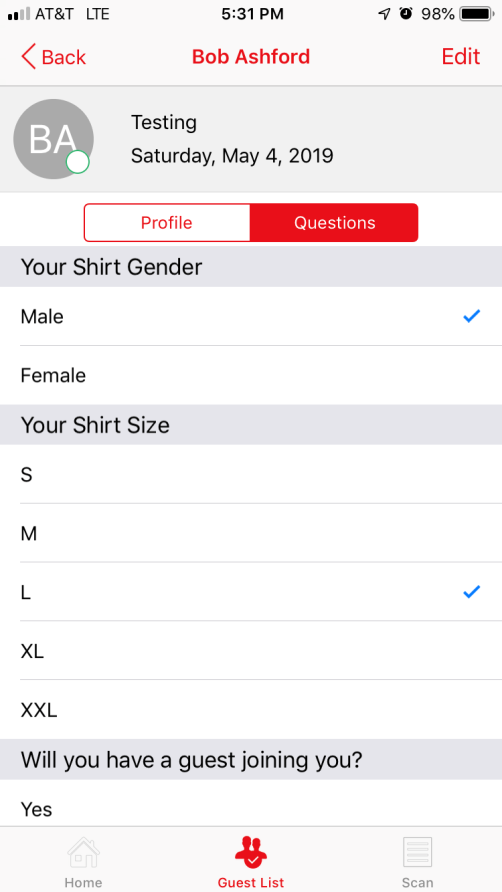 AT&T LTE 5:31 PM 98%
Back Bob Ashford Edit
BA
Testing
Saturday, May 4, 2019
Profile Questions
Your Shirt Gender
Male
Female
Your Shirt Size
S
M
L
XL
XXL
Will you have a guest joining you?
Yes
Home Guest List Scan